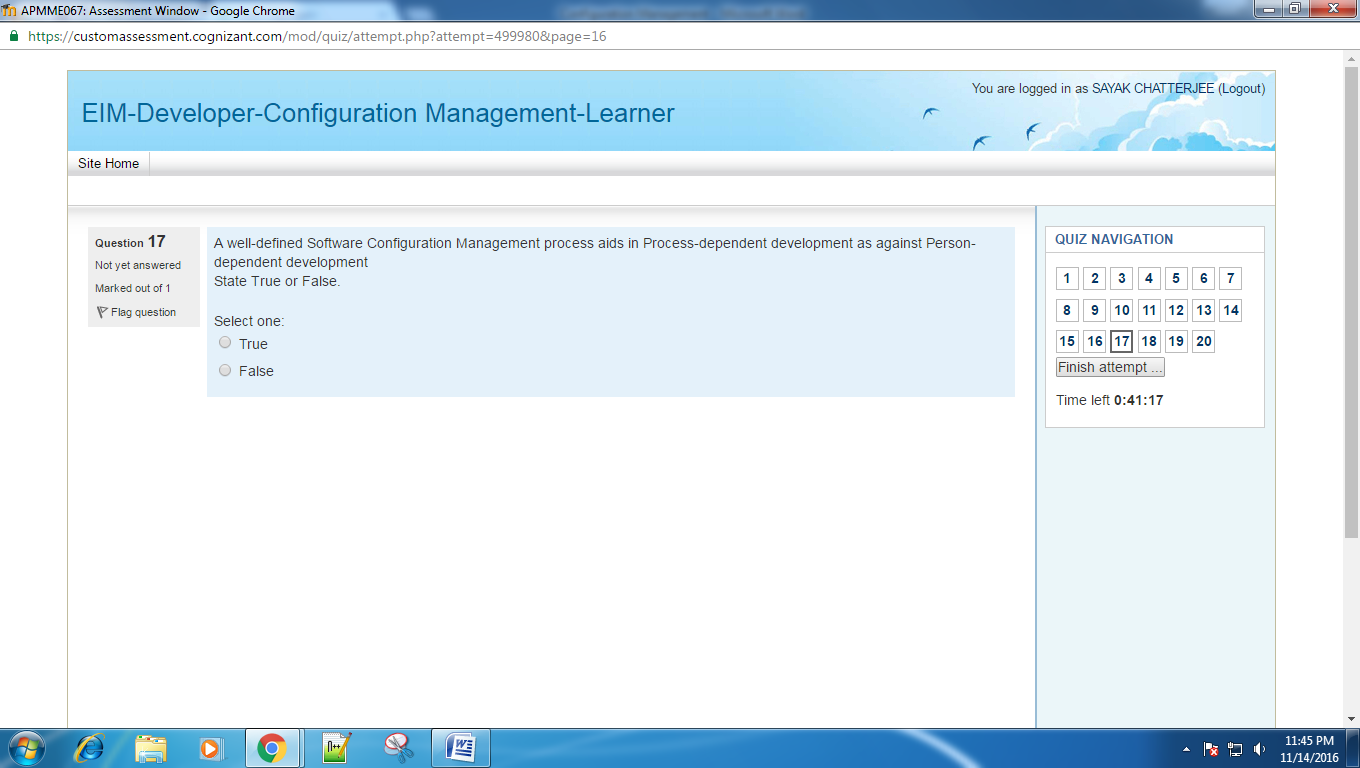 APMME067: Assessment Window - Google Chrome
https://customassessment.cognizant.com/mod/quiz/attempt.php?attempt=499980&page=16
You are logged in as SAYAK CHATTERJEE (Logout)
EIM-Developer-Configuration Management-Learner
Site Home
Question 17
Not yet answered
Marked out of 1
Flag question
A well-defined Software Configuration Management process aids in Process-dependent development as against Person-
dependent development
State True or False.
Select one:
True
False
QUIZ NAVIGATION
1 2 3 4 5 6 7
8 9 10 11 12 13 14
15 16 17 18 19 20
Finish attempt ...
Time left 0:41:17
11:45 PM
11/14/2016